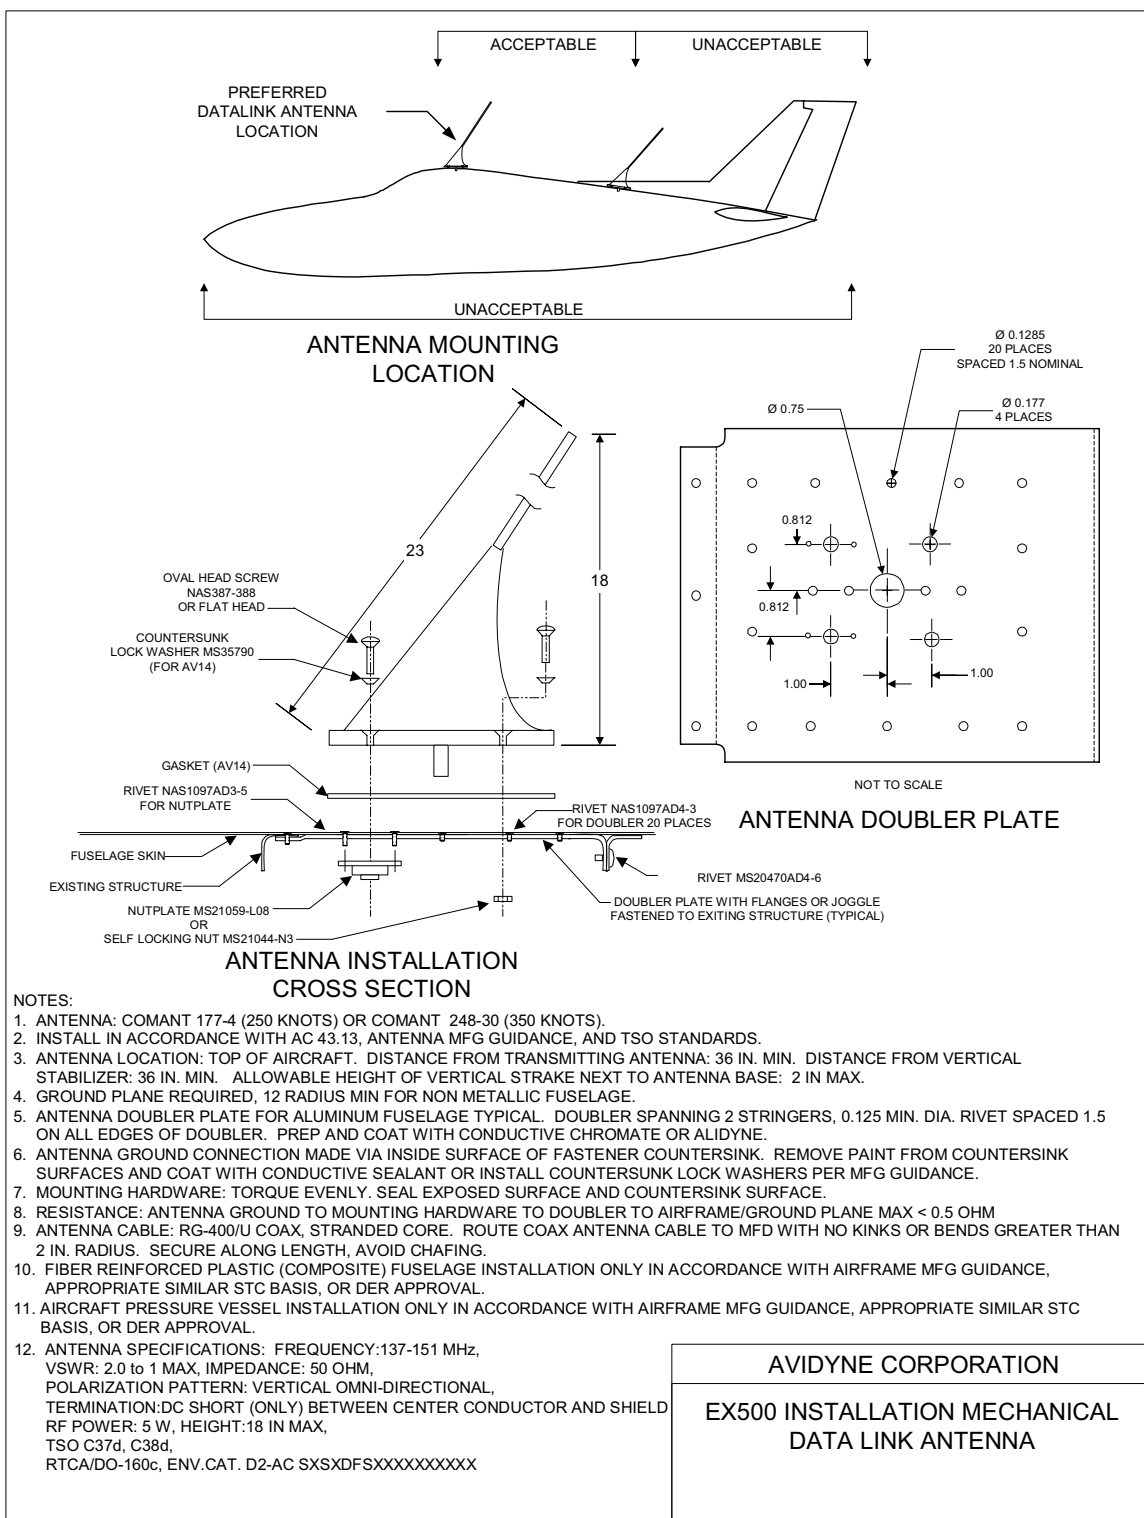 ACCEPTABLE
UNACCEPTABLE
PREFERRED
DATALINK ANTENNA
LOCATION
UNACCEPTABLE
ANTENNA MOUNTING
LOCATION
Ø 0.1285
20 PLACES
SPACED 1.5 NOMINAL
Ø 0.75
Ø 0.177
4 PLACES
0.812
0.812
1.00
1.00
NOT TO SCALE
ANTENNA DOUBLER PLATE
23
18
OVAL HEAD SCREW
NAS387-388
OR FLAT HEAD
COUNTERSUNK
LOCK WASHER MS35790
(FOR AV14)
GASKET (AV14)
RIVET NAS1097AD3-5
FOR NUTPLATE
RIVET NAS1097AD4-3
FOR DOUBLER 20 PLACES
FUSELAGE SKIN
EXISTING STRUCTURE
RIVET MS20470AD4-6
NUTPLATE MS21059-L08
OR
SELF LOCKING NUT MS21044-N3
DOUBLER PLATE WITH FLANGES OR JOGGLE
FASTENED TO EXITING STRUCTURE (TYPICAL)
ANTENNA INSTALLATION
CROSS SECTION
NOTES:
1. ANTENNA: COMANT 177-4 (250 KNOTS) OR COMANT 248-30 (350 KNOTS).
2. INSTALL IN ACCORDANCE WITH AC 43.13, ANTENNA MFG GUIDANCE, AND TSO STANDARDS.
3. ANTENNA LOCATION: TOP OF AIRCRAFT. DISTANCE FROM TRANSMITTING ANTENNA: 36 IN. MIN. DISTANCE FROM VERTICAL
STABILIZER: 36 IN. MIN. ALLOWABLE HEIGHT OF VERTICAL STRAKE NEXT TO ANTENNA BASE: 2 IN MAX.
4. GROUND PLANE REQUIRED, 12 RADIUS MIN FOR NON METALLIC FUSELAGE.
5. ANTENNA DOUBLER PLATE FOR ALUMINUM FUSELAGE TYPICAL. DOUBLER SPANNING 2 STRINGERS, 0.125 MIN. DIA. RIVET SPACED 1.5
ON ALL EDGES OF DOUBLER. PREP AND COAT WITH CONDUCTIVE CHROMATE OR ALIDYNE.
6. ANTENNA GROUND CONNECTION MADE VIA INSIDE SURFACE OF FASTENER COUNTERSINK. REMOVE PAINT FROM COUNTERSINK
SURFACES AND COAT WITH CONDUCTIVE SEALANT OR INSTALL COUNTERSUNK LOCK WASHERS PER MFG GUIDANCE.
7. MOUNTING HARDWARE: TORQUE EVENLY. SEAL EXPOSED SURFACE AND COUNTERSINK SURFACE.
8. RESISTANCE: ANTENNA GROUND TO MOUNTING HARDWARE TO DOUBLER TO AIRFRAME/GROUND PLANE MAX < 0.5 OHM
9. ANTENNA CABLE: RG-400/U COAX, STRANDED CORE. ROUTE COAX ANTENNA CABLE TO MFD WITH NO KINKS OR BENDS GREATER THAN
2 IN. RADIUS. SECURE ALONG LENGTH, AVOID CHAFING.
10. FIBER REINFORCED PLASTIC (COMPOSITE) FUSELAGE INSTALLATION ONLY IN ACCORDANCE WITH AIRFRAME MFG GUIDANCE,
APPROPRIATE SIMILAR STC BASIS, OR DER APPROVAL.
11. AIRCRAFT PRESSURE VESSEL INSTALLATION ONLY IN ACCORDANCE WITH AIRFRAME MFG GUIDANCE, APPROPRIATE SIMILAR STC
BASIS, OR DER APPROVAL.
12. ANTENNA SPECIFICATIONS: FREQUENCY:137-151 MHz,
VSWR: 2.0 to 1 MAX, IMPEDANCE: 50 OHM,
POLARIZATION PATTERN: VERTICAL OMNI-DIRECTIONAL,
TERMINATION:DC SHORT (ONLY) BETWEEN CENTER CONDUCTOR AND SHIELD
RF POWER: 5 W, HEIGHT:18 IN MAX,
TSO C37d, C38d,
RTCA/DO-160c, ENV.CAT. D2-AC SXSXDFSXXXXXXXXXX
AVIDYNE CORPORATION
EX500 INSTALLATION MECHANICAL
DATA LINK ANTENNA